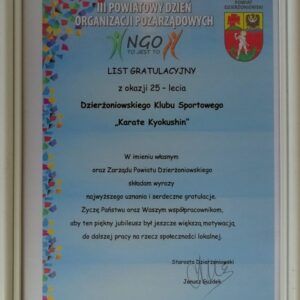 III POWIATOWY DZIEŃ
ORGANIZACJI POZARZĄDOWYCH
POWIAT
DZIERŻONIOWSKI
NGO
TO JEST TO
LIST GRATULACYJNY
z okazji 25 - lecia
Dzierżoniowskiego Klubu Sportowego
„Karate Kyokushin"
W imieniu własnym
oraz Zarządu Powiatu Dzierżoniowskiego
składam wyrazy
najwyższego uznania i serdeczne gratulacje.
Życzę Państwu oraz Waszym współpracownikom,
aby ten piękny jubileusz był jeszcze większą motywacją
do dalszej pracy na rzecz społeczności lokalnej.
Starosta Dzierżoniowski
Janusz Guździk